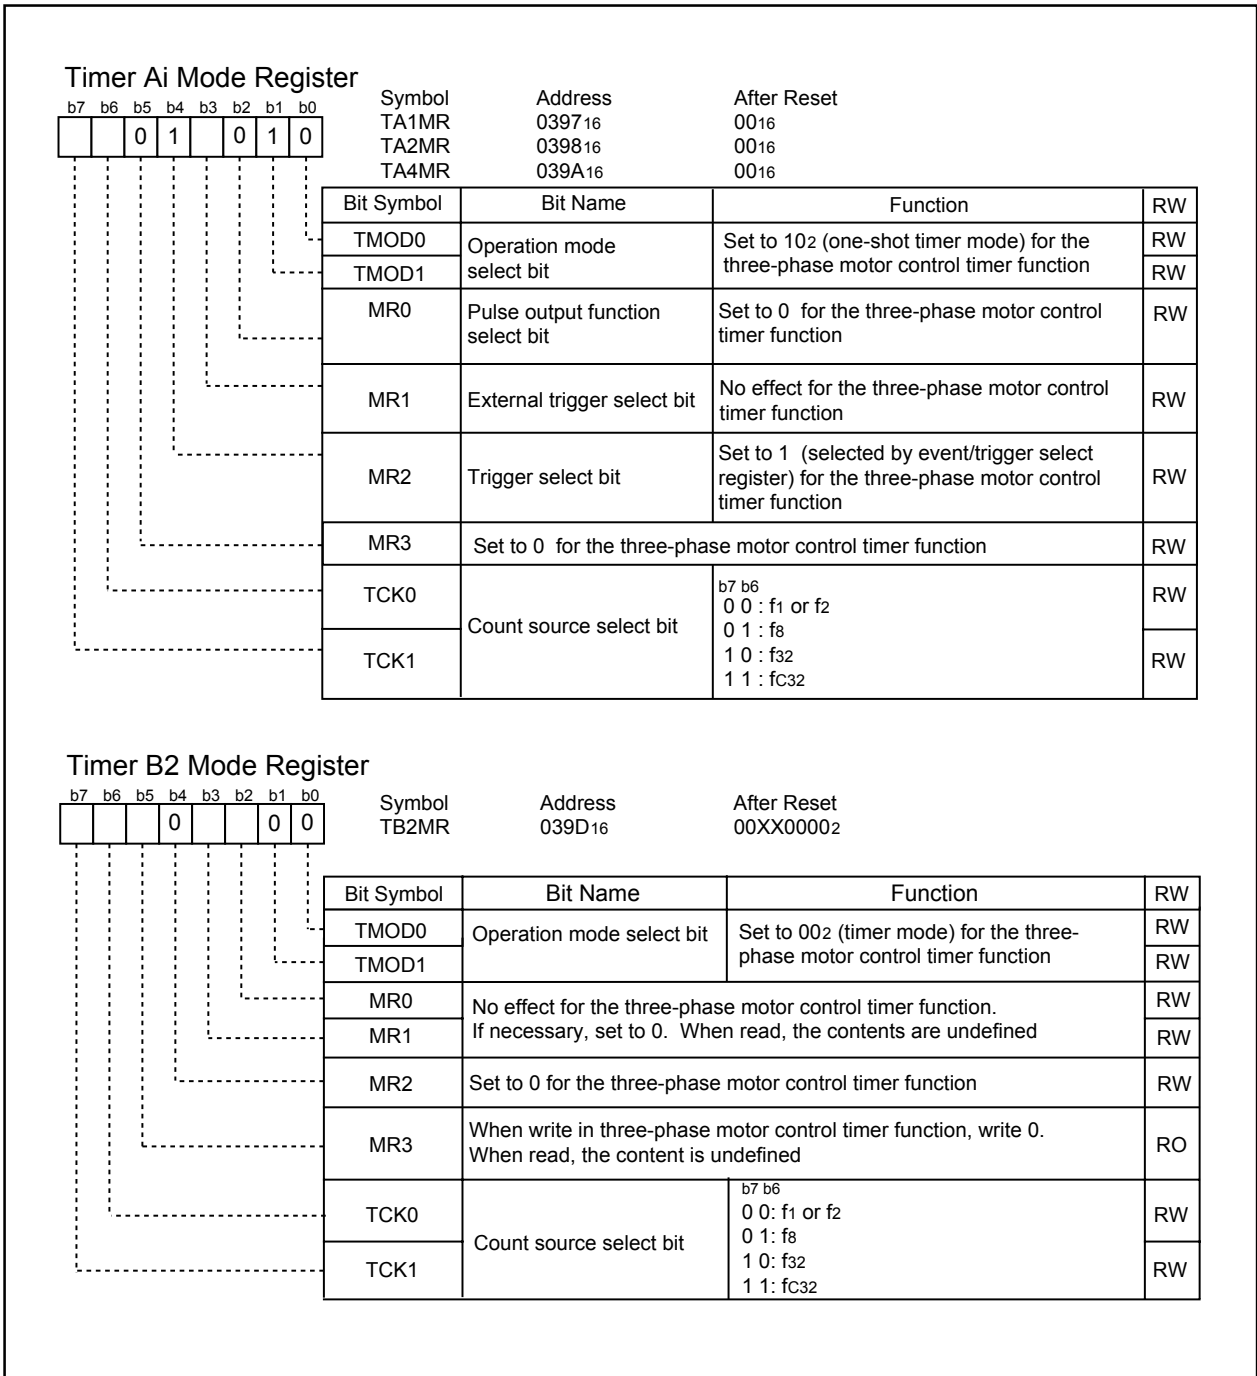 Timer Ai Mode Register
Symbol Address After Reset
b7 b6 b5 b4 b3 b2 b1 b0
TA1MR 039716 0016
0 1 0 1 0
TA2MR 039816 0016
TA4MR 039A16 0016
Bit Symbol Bit Name Function RW
TMOD0 Operation mode select bit Set to 102 (one-shot timer mode) for the RW
TMOD1 three-phase motor control timer function RW
MR0 Pulse output function Set to 0 for the three-phase motor control RW
select bit timer function
MR1 External trigger select bit No effect for the three-phase motor control RW
timer function
Set to 1 (selected by event/trigger select
MR2 Trigger select bit register) for the three-phase motor control RW
timer function
MR3 Set to 0 for the three-phase motor control timer function RW
b7 b6
TCK0 0 0 : f1 or f2 RW
Count source select bit 0 1 : f8
TCK1 1 0 : f32 RW
1 1 : fC32
Timer B2 Mode Register
b7 b6 b5 b4 b3 b2 b1 b0
Symbol Address After Reset
0 0 0
TB2MR 039D16 00XX00002
Bit Symbol Bit Name Function RW
TMOD0 Operation mode select bit Set to 002 (timer mode) for the three- RW
TMOD1 phase motor control timer function RW
MR0 No effect for the three-phase motor control timer function. RW
MR1 If necessary, set to 0. When read, the contents are undefined RW
MR2 Set to 0 for the three-phase motor control timer function RW
When write in three-phase motor control timer function, write 0.
MR3 RO
When read, the content is undefined
b7 b6
TCK0 0 0: f1 or f2 RW
Count source select bit 0 1: f8
TCK1 1 0: f32 RW
1 1: fC32